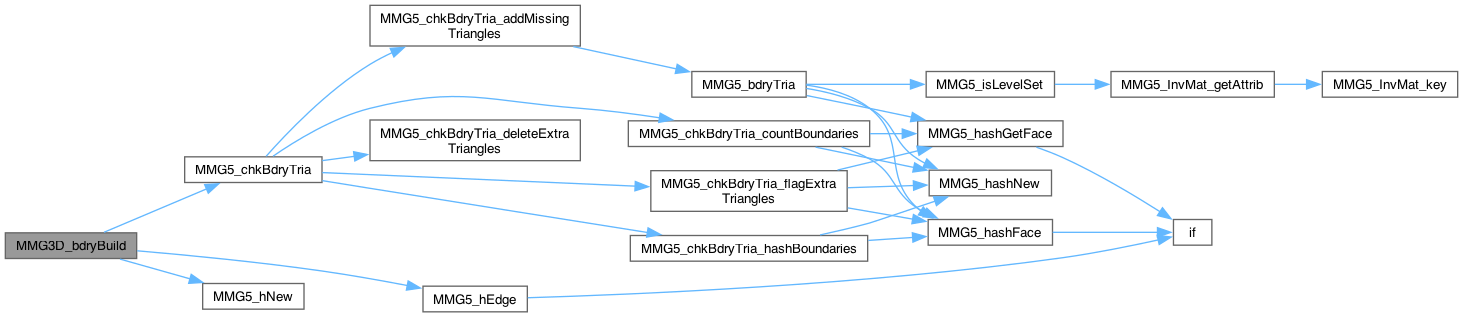 MMG5_chkBdryTria_addMissing
Triangles
MMG5_bdryTria
MMG5_isLevelSet
MMG5_InvMat_getAttrib
MMG5_InvMat_key
MMG5_chkBdryTria_deleteExtra
Triangles
MMG5_chkBdryTria_countBoundaries
MMG5_hashGetFace
MMG5_chkBdryTria
MMG5_chkBdryTria_flagExtra
Triangles
MMG5_hashNew
MMG3D_bdryBuild
MMG5_chkBdryTria_hashBoundaries
MMG5_hashFace
if
MMG5_hNew
MMG5_hEdge